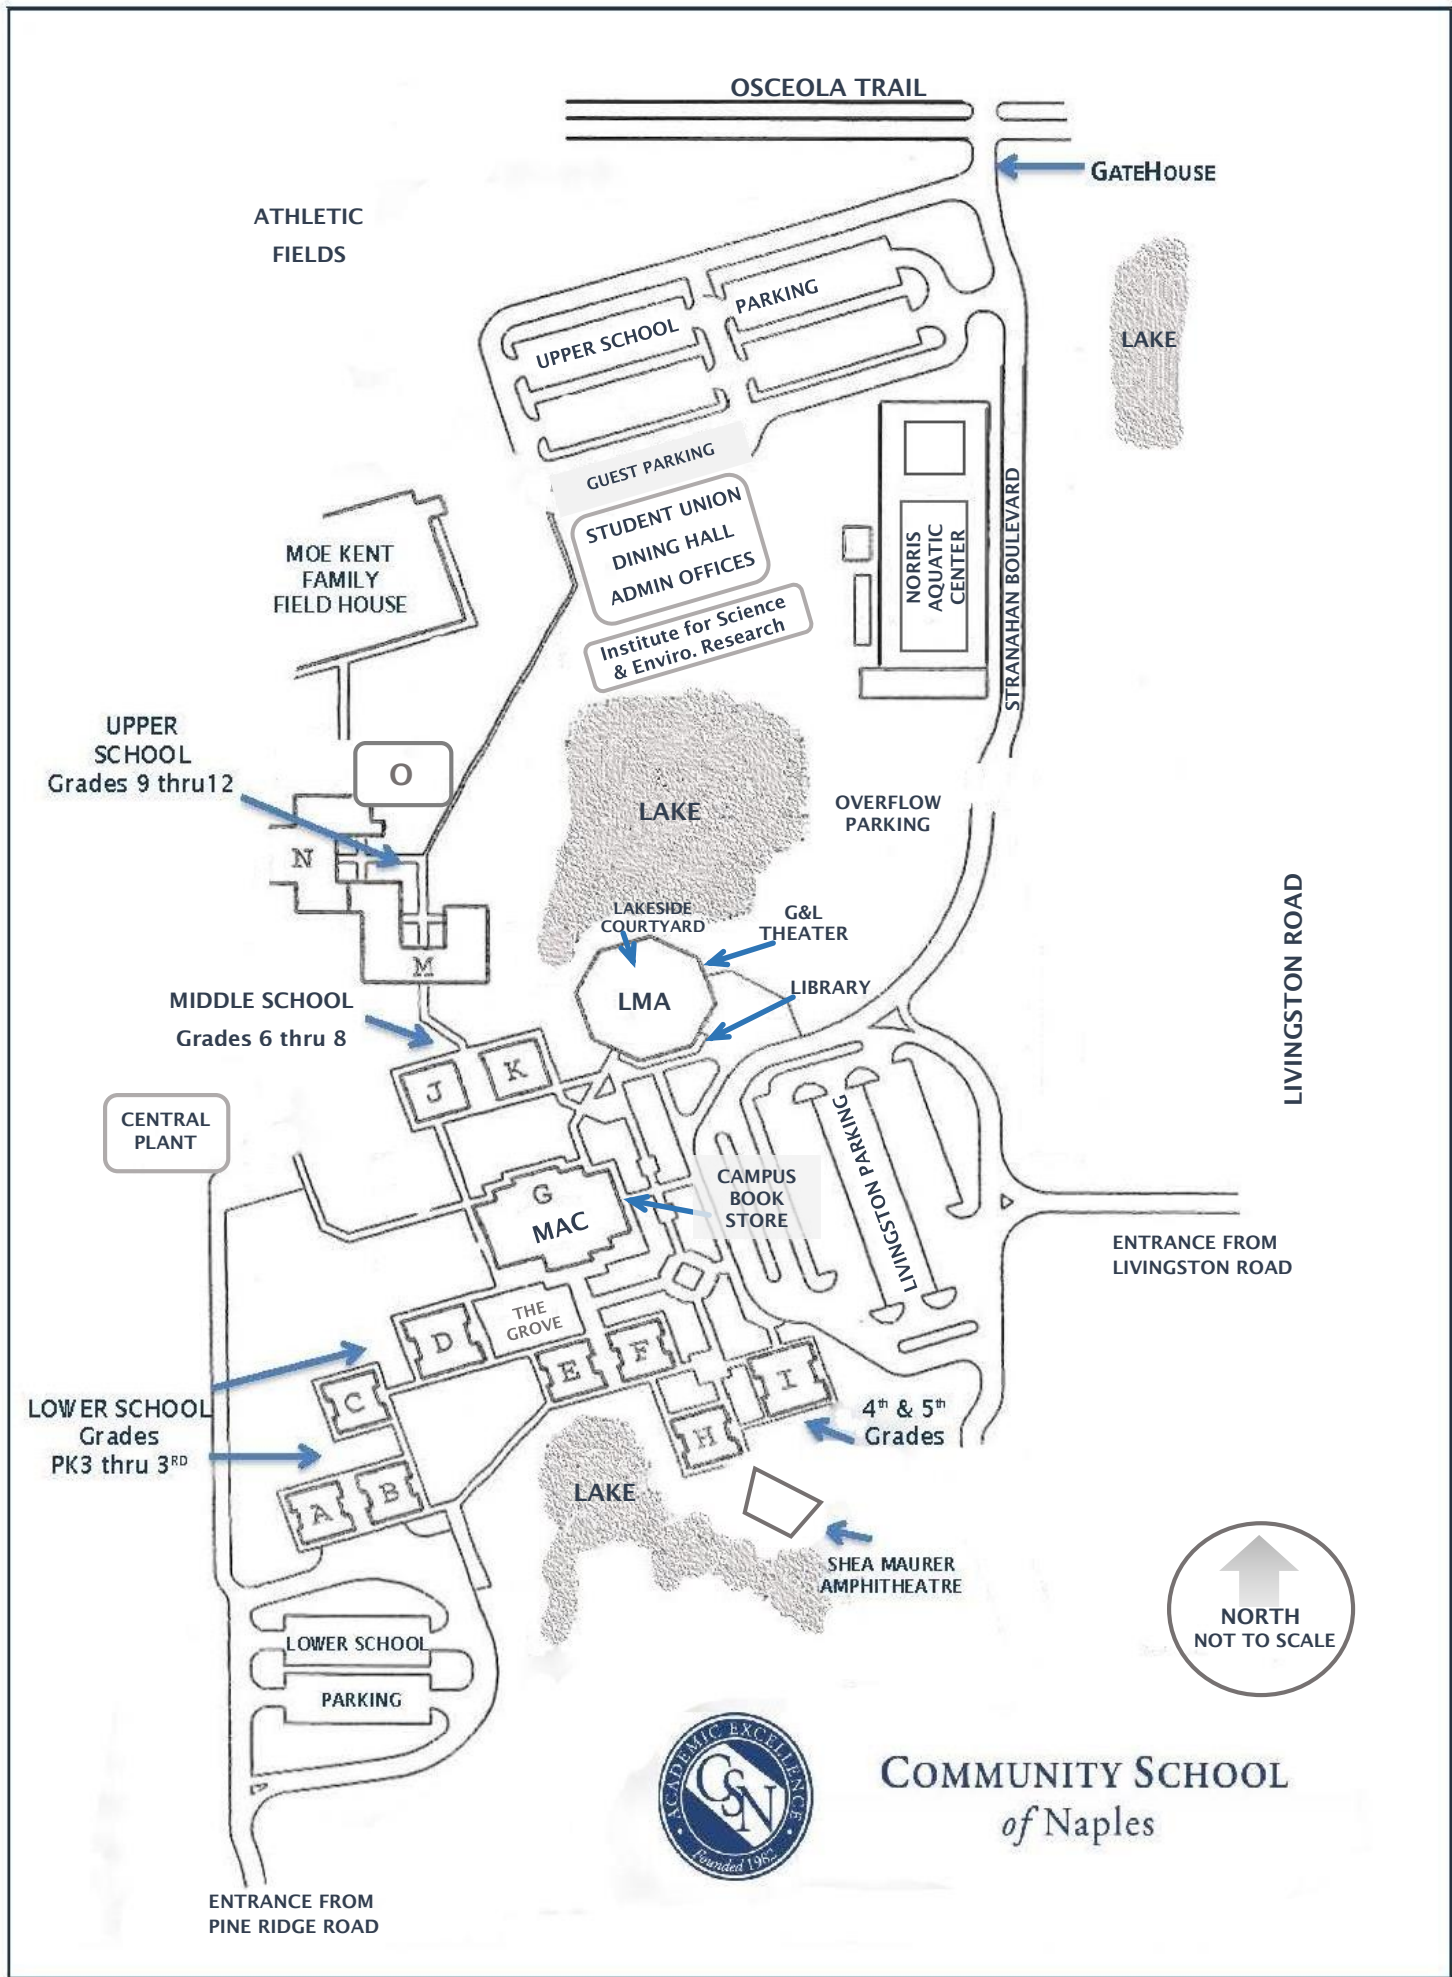 OSCEOLA TRAIL
GATEHOUSE
ATHLETIC
FIELDS
PARKING
UPPER SCHOOL
LAKE
GUEST PARKING
STUDENT UNION
DINING HALL
ADMIN OFFICES
Institute for Science
& Enviro. Research
NORRIS
AQUATIC
CENTER
STRANAHAN BOULEVARD
MOE KENT
FAMILY
FIELD HOUSE
UPPER
SCHOOL
Grades 9 thru12
O
N
M
LAKE
OVERFLOW
PARKING
LAKESIDE
COURTYARD
G&L
THEATER
LMA
LIBRARY
LIVINGSTON ROAD
MIDDLE SCHOOL
Grades 6 thru 8
J
K
CENTRAL
PLANT
G
MAC
CAMPUS
BOOK
STORE
LIVINGSTON PARKING
ENTRANCE FROM
LIVINGSTON ROAD
THE
GROVE
D
E
F
C
I
H
A
B
LOWER SCHOOL
Grades
PK3 thru 3RD
4th & 5th
Grades
LAKE
SHEA MAURER
AMPHITHEATRE
LOWER SCHOOL
PARKING
NORTH
NOT TO SCALE
ACADEMIC EXCELLENCE
CSN
Founded 1982
COMMUNITY SCHOOL
of Naples
ENTRANCE FROM
PINE RIDGE ROAD